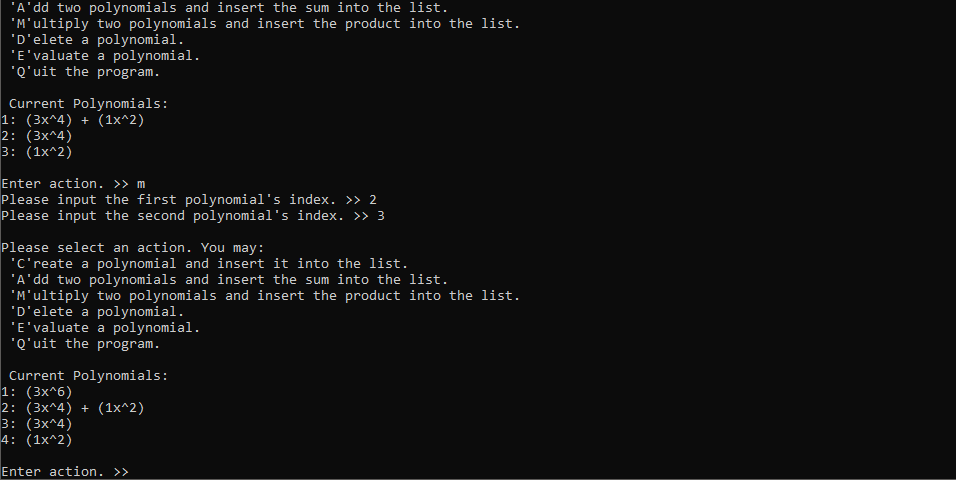 'A'dd two polynomials and insert the sum into the list.
'M'ultiply two polynomials and insert the product into the list.
'D'elete a polynomial.
'E'valuate a polynomial.
'Q'uit the program.
Current Polynomials:
1: (3x^4) + (1x^2)
2: (3x^4)
3: (1x^2)
Enter action. >> m
Please input the first polynomial's index. >> 2
Please input the second polynomial's index. >> 3
Please select an action. You may:
'C'reate a polynomial and insert it into the list.
'A'dd two polynomials and insert the sum into the list.
'M'ultiply two polynomials and insert the product into the list.
'D'elete a polynomial.
'E'valuate a polynomial.
'Q'uit the program.
Current Polynomials:
1: (3x^6)
2: (3x^4) + (1x^2)
3: (3x^4)
4: (1x^2)
Enter action. >>